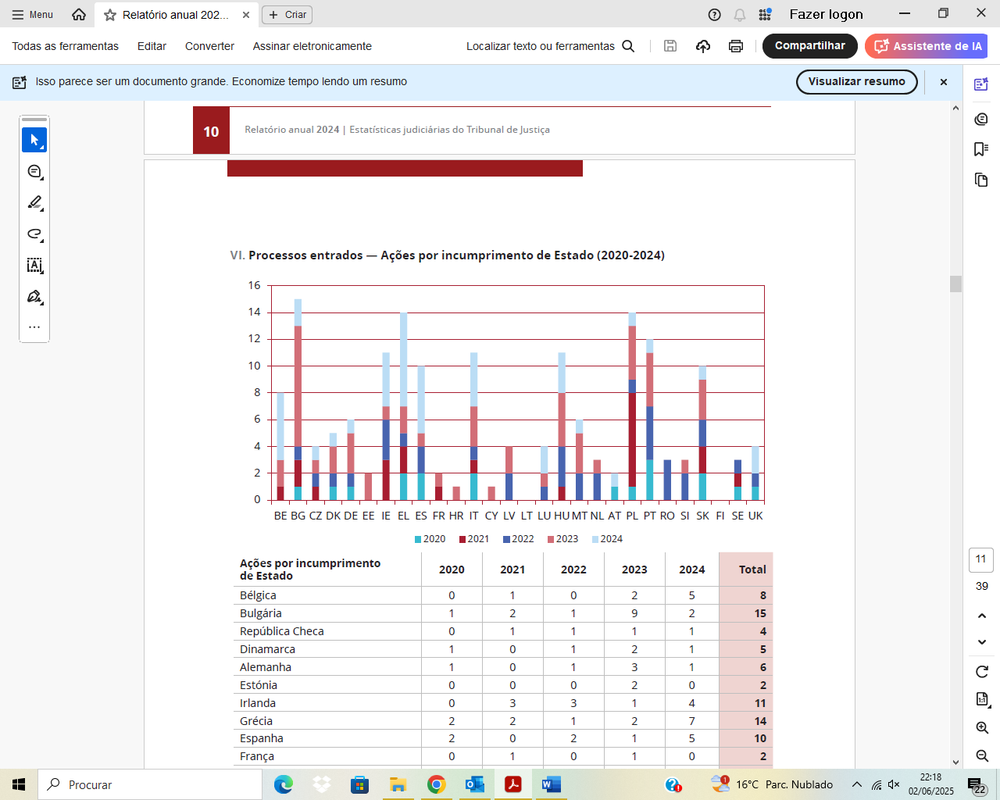 Menu
Relatório anual 202...
Criar
Fazer logon
Todas as ferramentas
Editar
Converter
Assinar eletronicamente
Localizar texto ou ferramentas
Compartilhar
Assistente de IA
Isso parece ser um documento grande. Economize tempo lendo um resumo
Visualizar resumo
10
Relatório anual 2024 | Estatísticas judiciárias do Tribunal de Justiça
VI. Processos entrados — Ações por incumprimento de Estado (2020-2024)
16
14
12
10
8
6
4
2
0
BE BG CZ DK DE EE IE EL ES FR HR IT CY LV LT LU HU MT NL AT PL PT RO SI SK FI SE UK
2020 2021 2022 2023 2024
Ações por incumprimento
de Estado 2020 2021 2022 2023 2024 Total
Bélgica 0 1 0 2 5 8
Bulgária 1 2 1 9 2 15
República Checa 0 1 1 1 1 4
Dinamarca 1 0 1 2 1 5
Alemanha 1 0 1 3 1 6
Estónia 0 0 0 2 0 2
Irlanda 0 3 3 1 4 11
Grécia 2 2 1 2 7 14
Espanha 2 0 2 1 5 10
França 0 1 0 1 0 2
11
39
1:1
Procurar
1
16°C Parc. Nublado
22:18
02/06/2025
22